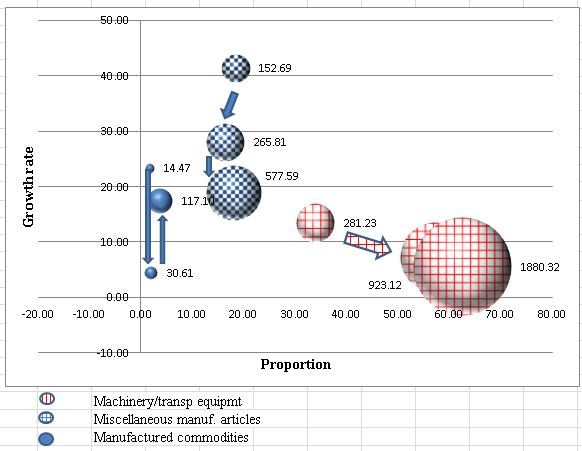 50.00
152.69
40.00
30.00
265.81
14.47
577.59
20.00
117.10
281.23
10.00
1880.32
30.61
923.12
0.00
-20.00 -10.00 0.00 10.00 20.00 30.00 40.00 50.00 60.00 70.00 80.00
-10.00
Growthrate
Proportion
Machinery/transp equipmt
Miscellaneous manuf. articles
Manufactured commodities